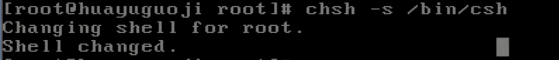 [root@huayuguoji root]# chsh -s /bin/csh
Changing shell for root.
Shell changed.